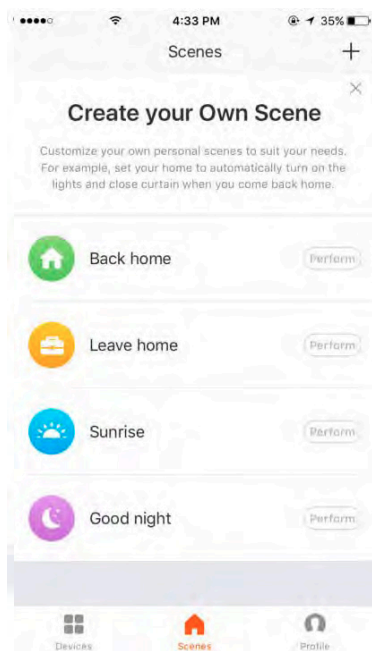 4:33 PM
35%
Scenes
Create your Own Scene
Customize your own personal scenes to suit your needs.
For example, set your home to automatically turn on the
lights and close curtain when you come back home.
Back home
Perform
Leave home
Perform
Sunrise
Perform
Good night
Perform
Devices
Scenes
Profile